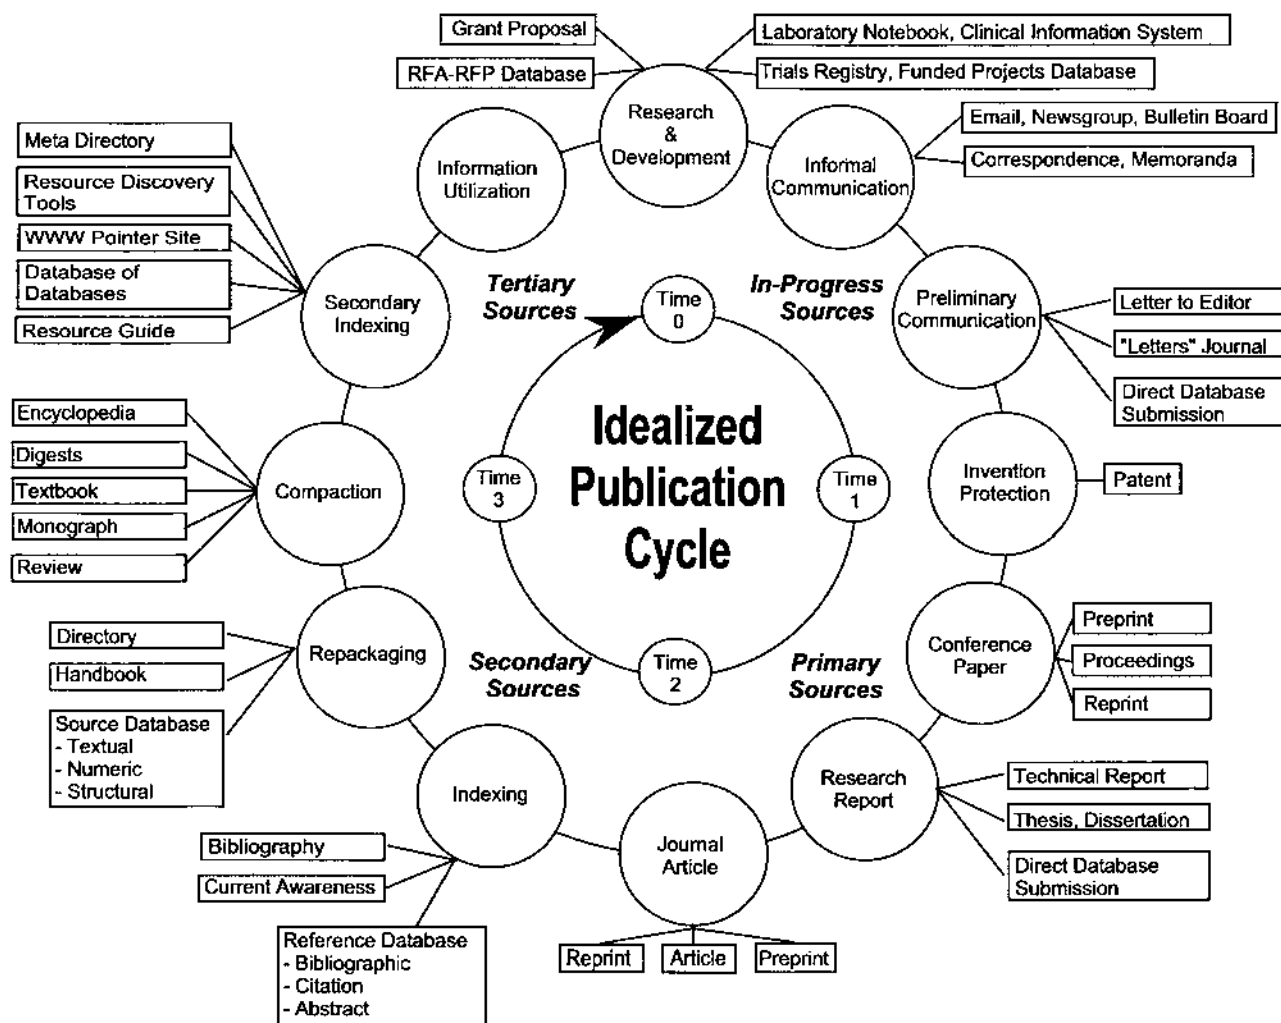 Grant Proposal
RFA-RFP Database
Laboratory Notebook, Clinical Information System
Trials Registry, Funded Projects Database
Research
&
Development
Email, Newsgroup, Bulletin Board
Correspondence, Memoranda
Informal
Communication
Information
Utilization
Meta Directory
Resource Discovery
Tools
WWW Pointer Site
Database of
Databases
Resource Guide
Secondary
Indexing
Tertiary
Sources
Time
0
In-Progress
Sources
Preliminary
Communication
Letter to Editor
"Letters" Journal
Direct Database
Submission
Encyclopedia
Digests
Textbook
Monograph
Review
Compaction
Time
3
Idealized
Publication
Cycle
Time
1
Invention
Protection
Patent
Directory
Handbook
Source Database
- Textual
- Numeric
- Structural
Repackaging
Secondary
Sources
Time
2
Primary
Sources
Conference
Paper
Preprint
Proceedings
Reprint
Indexing
Bibliography
Current Awareness
Reference Database
- Bibliographic
- Citation
- Abstract
Journal
Article
Reprint
Article
Preprint
Research
Report
Technical Report
Thesis, Dissertation
Direct Database
Submission